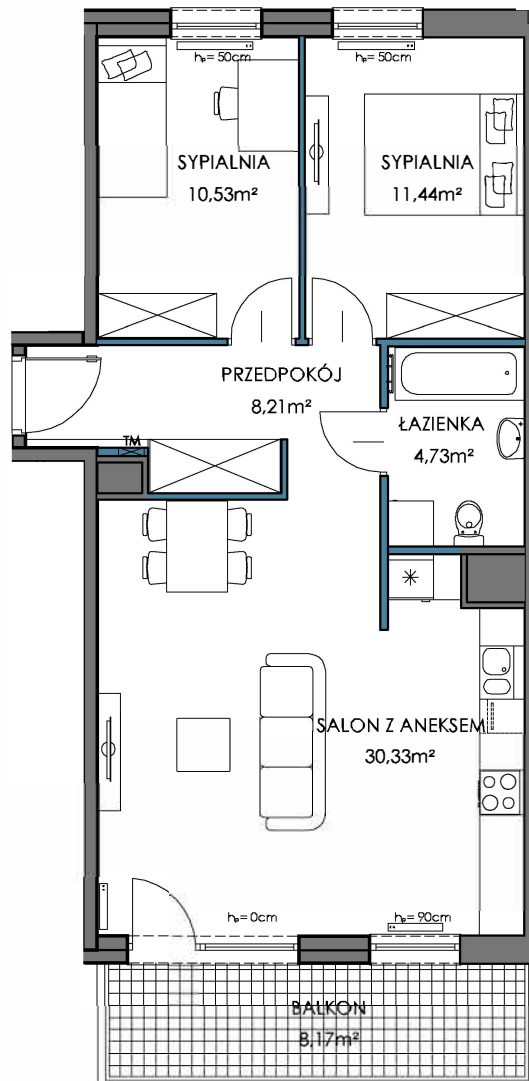 hp= 50cm
hp= 50cm
SYPIALNIA
10,53m²
SYPIALNIA
11,44m²
PRZEDPOKÓJ
8,21m²
ŁAZIENKA
4,73m²
TM
SALON Z ANEKSEM
30,33m²
hp= 0cm
hp= 90cm
BALKON
8,17m²